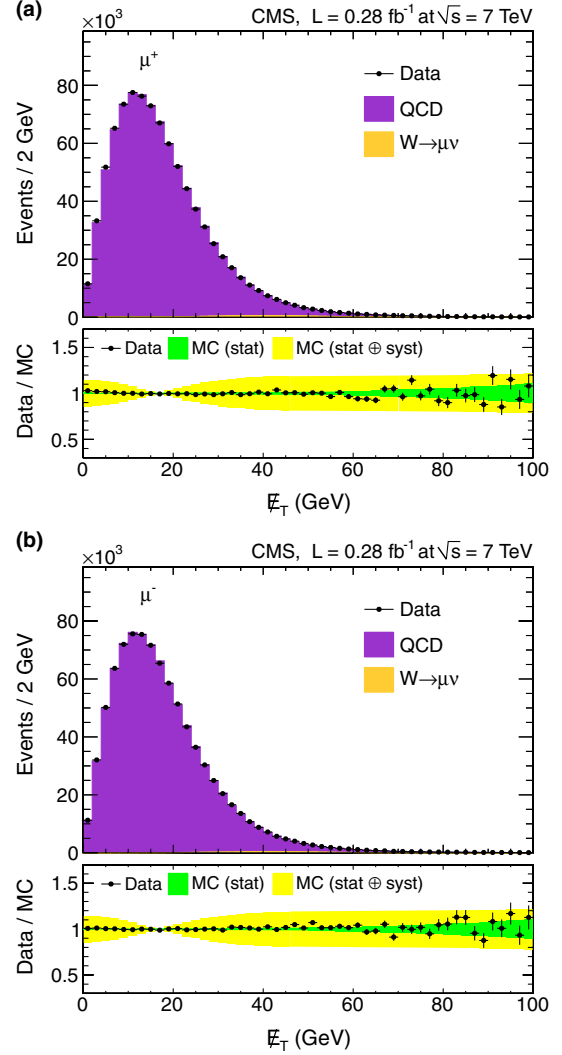 (a)
×10³
CMS, L = 0.28 fb⁻¹ at √s = 7 TeV
μ⁺
Data
QCD
W→μν
Events / 2 GeV
80
60
40
20
0
Data
MC (stat)
MC (stat ⊕ syst)
Data / MC
1.5
1
0.5
0 20 40 60 80 100
E̸_T (GeV)
(b)
×10³
CMS, L = 0.28 fb⁻¹ at √s = 7 TeV
μ⁻
Data
QCD
W→μν
Events / 2 GeV
80
60
40
20
0
Data
MC (stat)
MC (stat ⊕ syst)
Data / MC
1.5
1
0.5
0 20 40 60 80 100
E̸_T (GeV)